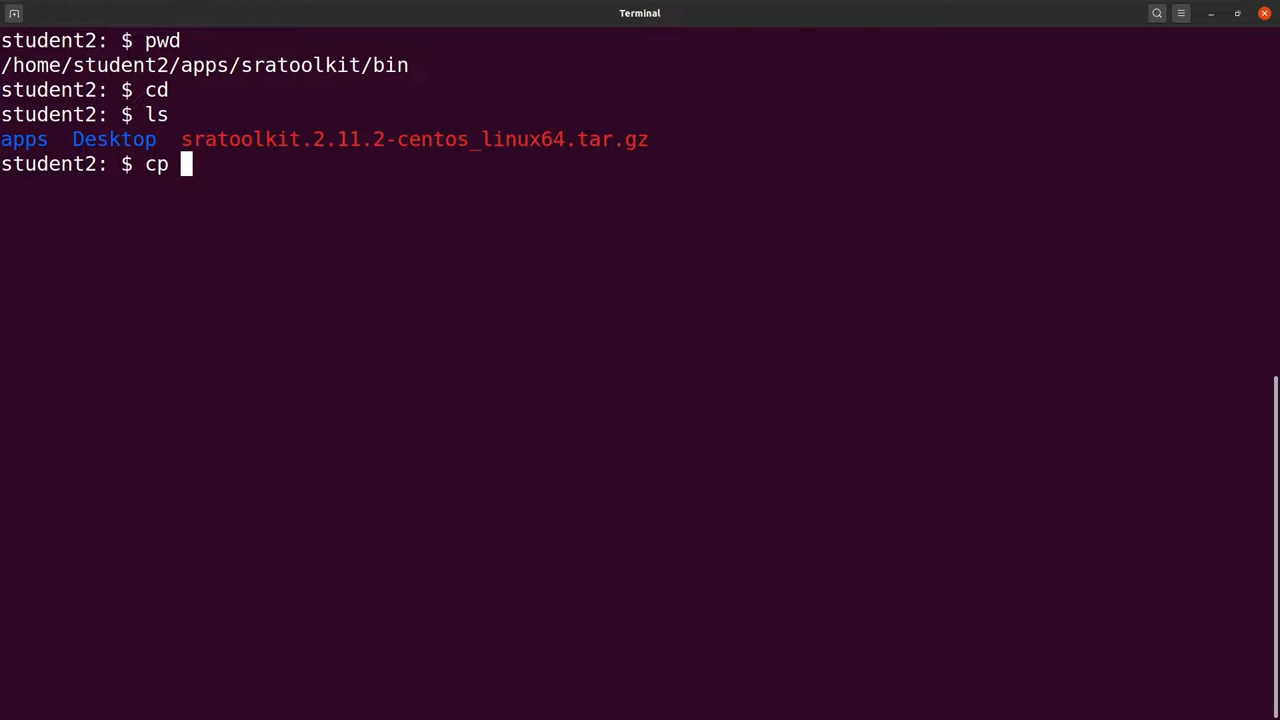 Terminal
student2: $ pwd
/home/student2/apps/sratoolkit/bin
student2: $ cd
student2: $ ls
apps  Desktop  sratoolkit.2.11.2-centos_linux64.tar.gz
student2: $ cp